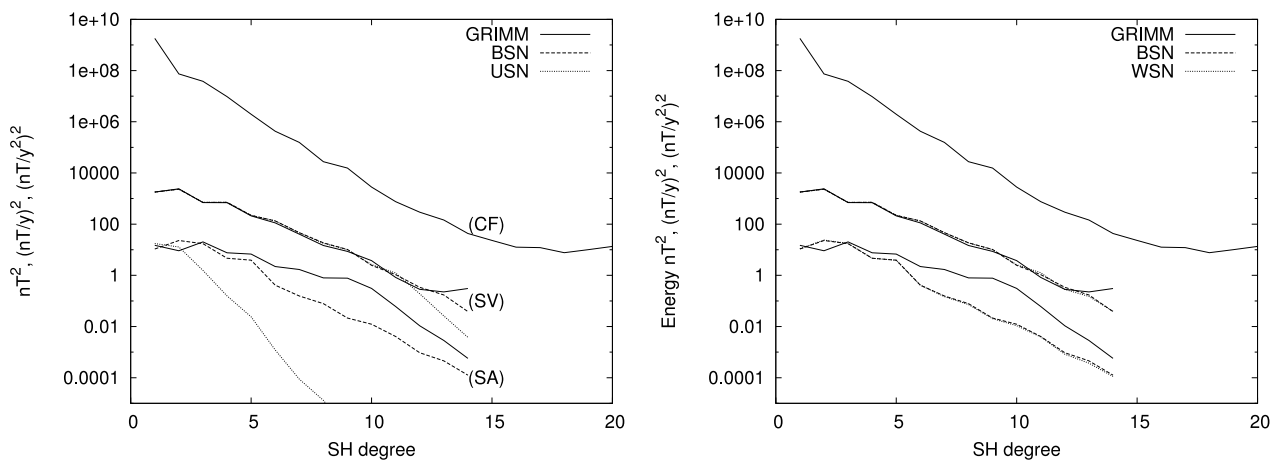 nT², (nT/y)², (nT/y²)²
1e+10
1e+08
1e+06
10000
100
1
0.01
0.0001
GRIMM
BSN
USN
(CF)
(SV)
(SA)
0 5 10 15 20
SH degree
Energy nT², (nT/y)², (nT/y²)²
1e+10
1e+08
1e+06
10000
100
1
0.01
0.0001
GRIMM
BSN
WSN
0 5 10 15 20
SH degree